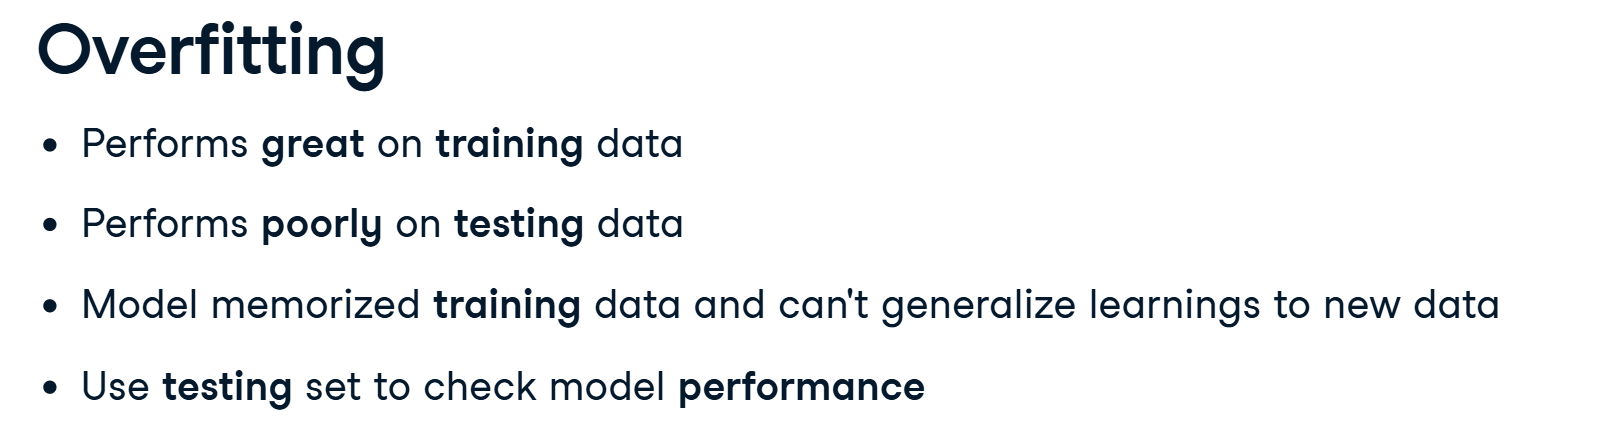 Overfitting
• Performs great on training data
• Performs poorly on testing data
• Model memorized training data and can't generalize learnings to new data
• Use testing set to check model performance